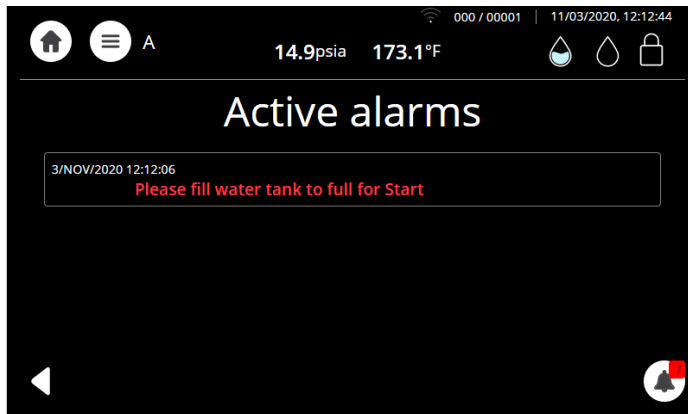 000 / 00001 | 11/03/2020, 12:12:44
A 14.9psia 173.1°F
Active alarms
3/NOV/2020 12:12:06
Please fill water tank to full for Start
1